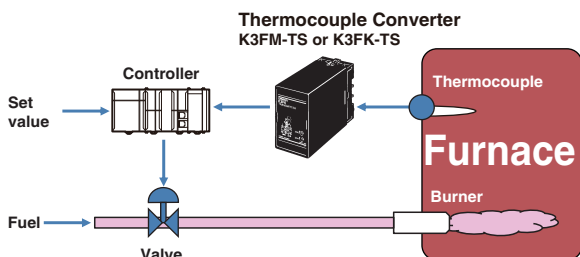 Thermocouple Converter
K3FM-TS or K3FK-TS
Controller
Thermocouple
Set
value
Furnace
Burner
Fuel
Valve